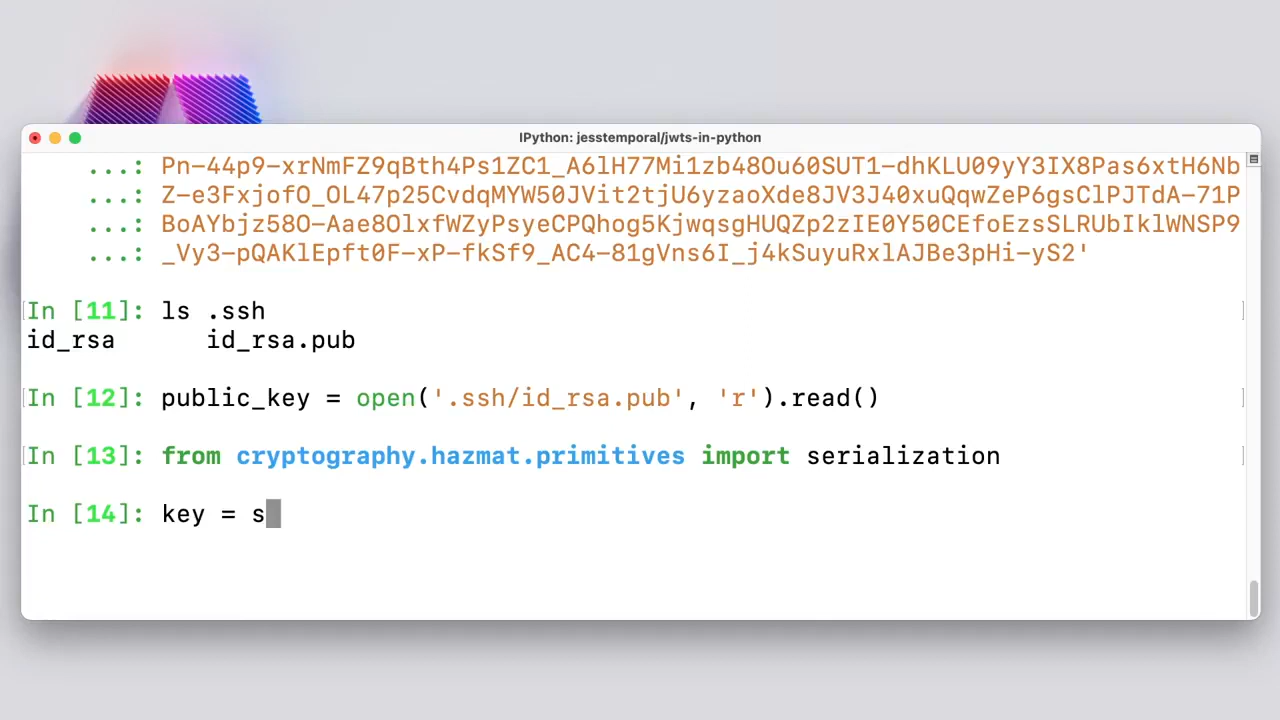 IPython: jesstemporal/jwts-in-python
...: Pn-44p9-xrNmFZ9qBth4Ps1ZC1_A6lH77Mi1zb48Ou60SUT1-dhKLU09yY3IX8Pas6xtH6Nb
...: Z-e3FxjofO_OL47p25CvdqMYW50JVit2tjU6yzaoXde8JV3J40xuQqwZeP6gsClPJTdA-71P
...: BoAYbjz58O-Aae8OlxfWZyPsyeCPQhog5KjwqsgHUQZp2zIE0Y50CEfoEzsSLRUbIklWNSP9
...: _Vy3-pQAKlEpft0F-xP-fkSf9_AC4-81gVns6I_j4kSuyuRxlAJBe3pHi-yS2'
In [11]: ls .ssh
id_rsa id_rsa.pub
In [12]: public_key = open('.ssh/id_rsa.pub', 'r').read()
In [13]: from cryptography.hazmat.primitives import serialization
In [14]: key = s